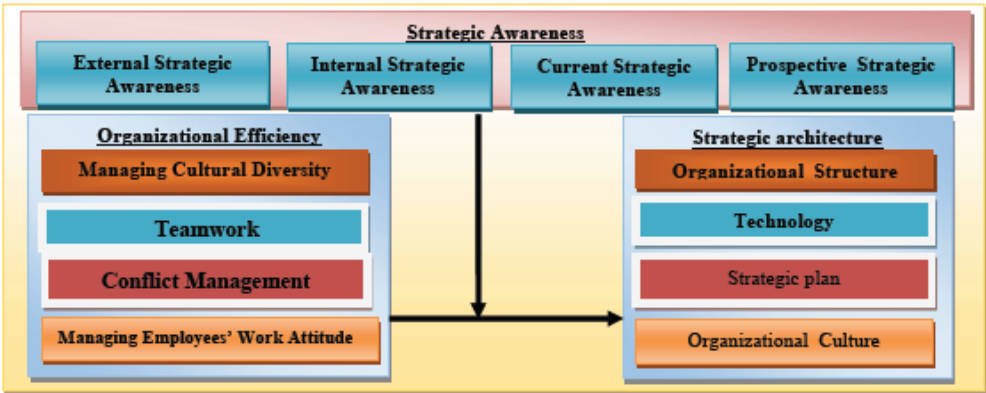 Strategic Awareness
External Strategic
Awareness
Internal Strategic
Awareness
Current Strategic
Awareness
Prospective Strategic
Awareness
Organizational Efficiency
Managing Cultural Diversity
Teamwork
Conflict Management
Managing Employees' Work Attitude
Strategic architecture
Organizational Structure
Technology
Strategic plan
Organizational Culture